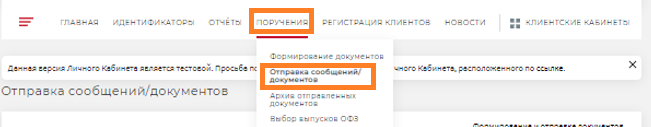 ГЛАВНАЯ ИДЕНТИФИКАТОРЫ ОТЧЁТЫ ПОРУЧЕНИЯ РЕГИСТРАЦИЯ КЛИЕНТОВ НОВОСТИ КЛИЕНТСКИЕ КАБИНЕТЫ
Формирование документов
Отправка сообщений/
документов
Архив отправленных
документов
Выбор выпусков ОФЗ
Данная версия Личного Кабинета является тестовой. Просьба по
чного Кабинета, расположенного по ссылке.
Отправка сообщений/документов
Формирование и отправка документов